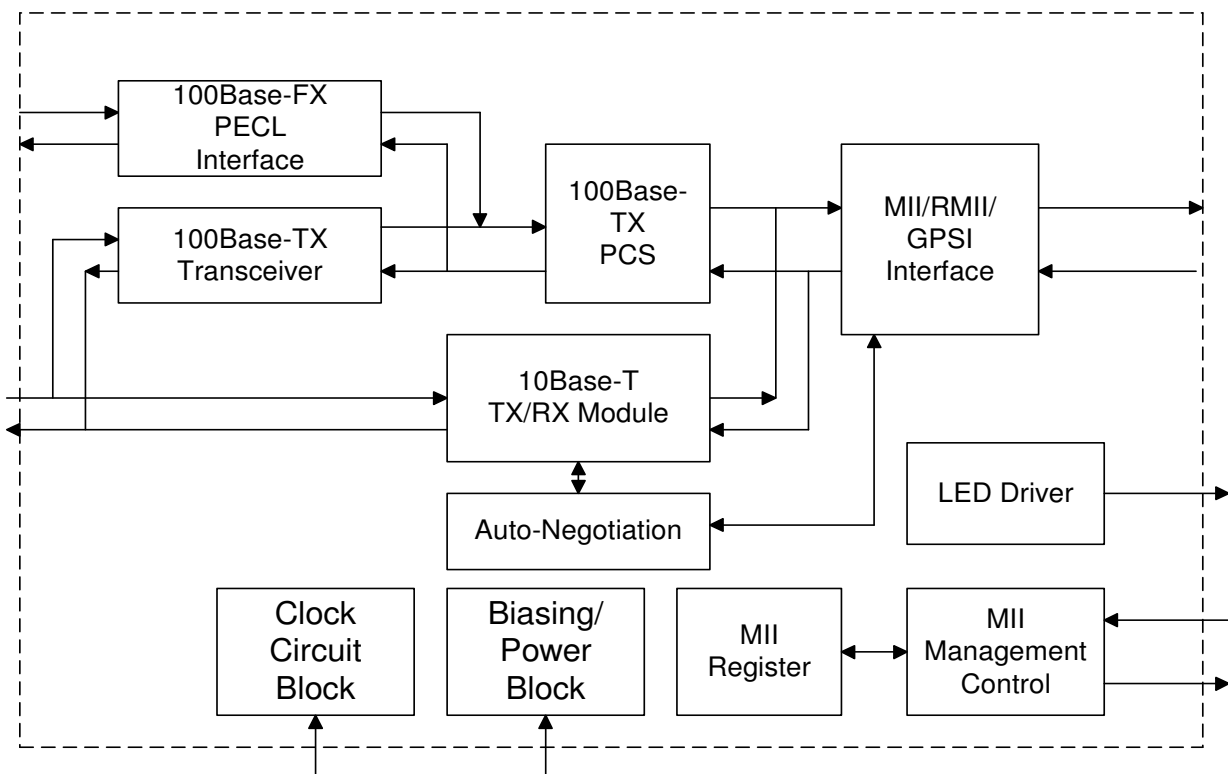 100Base-FX
PECL
Interface
100Base-TX
Transceiver
100Base-
TX
PCS
MII/RMII/
GPSI
Interface
10Base-T
TX/RX Module
Auto-Negotiation
LED Driver
Clock
Circuit
Block
Biasing/
Power
Block
MII
Register
MII
Management
Control